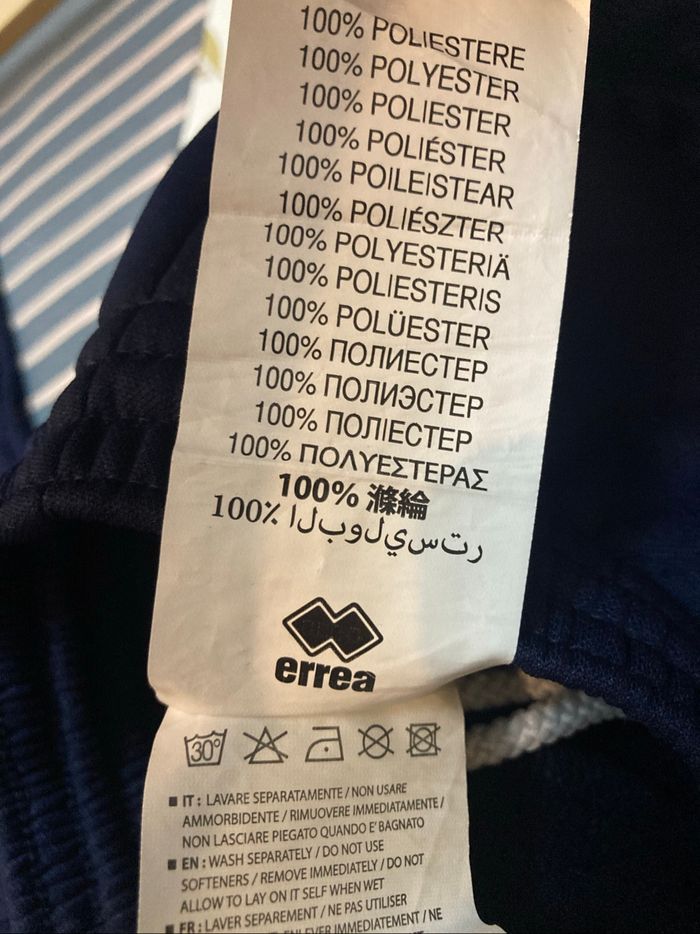 100% POLIESTERE
100% POLYESTER
100% POLIESTER
100% POLIÉSTER
100% POILEISTEAR
100% POLIÉSZTER
100% POLYESTERIÄ
100% POLIESTERIS
100% POLÜESTER
100% ПОЛИЕСТЕР
100% ПОЛИЭСТЕР
100% ПОЛІЕСТЕР
100% ΠΟΛΥΕΣΤΕΡΑΣ
100% 滌綸
100٪ البوليستر
errea
30°
IT : LAVARE SEPARATAMENTE / NON USARE
AMMORBIDENTE / RIMUOVERE IMMEDIATAMENTE /
NON LASCIARE PIEGATO QUANDO E' BAGNATO
EN : WASH SEPARATELY / DO NOT USE
SOFTENERS / REMOVE IMMEDIATELY / DO NOT
ALLOW TO LAY ON IT SELF WHEN WET
FR : LAVER SEPAREMENT / NE PAS UTILISER
ENLEVER IMMEDIATEMENT / NE